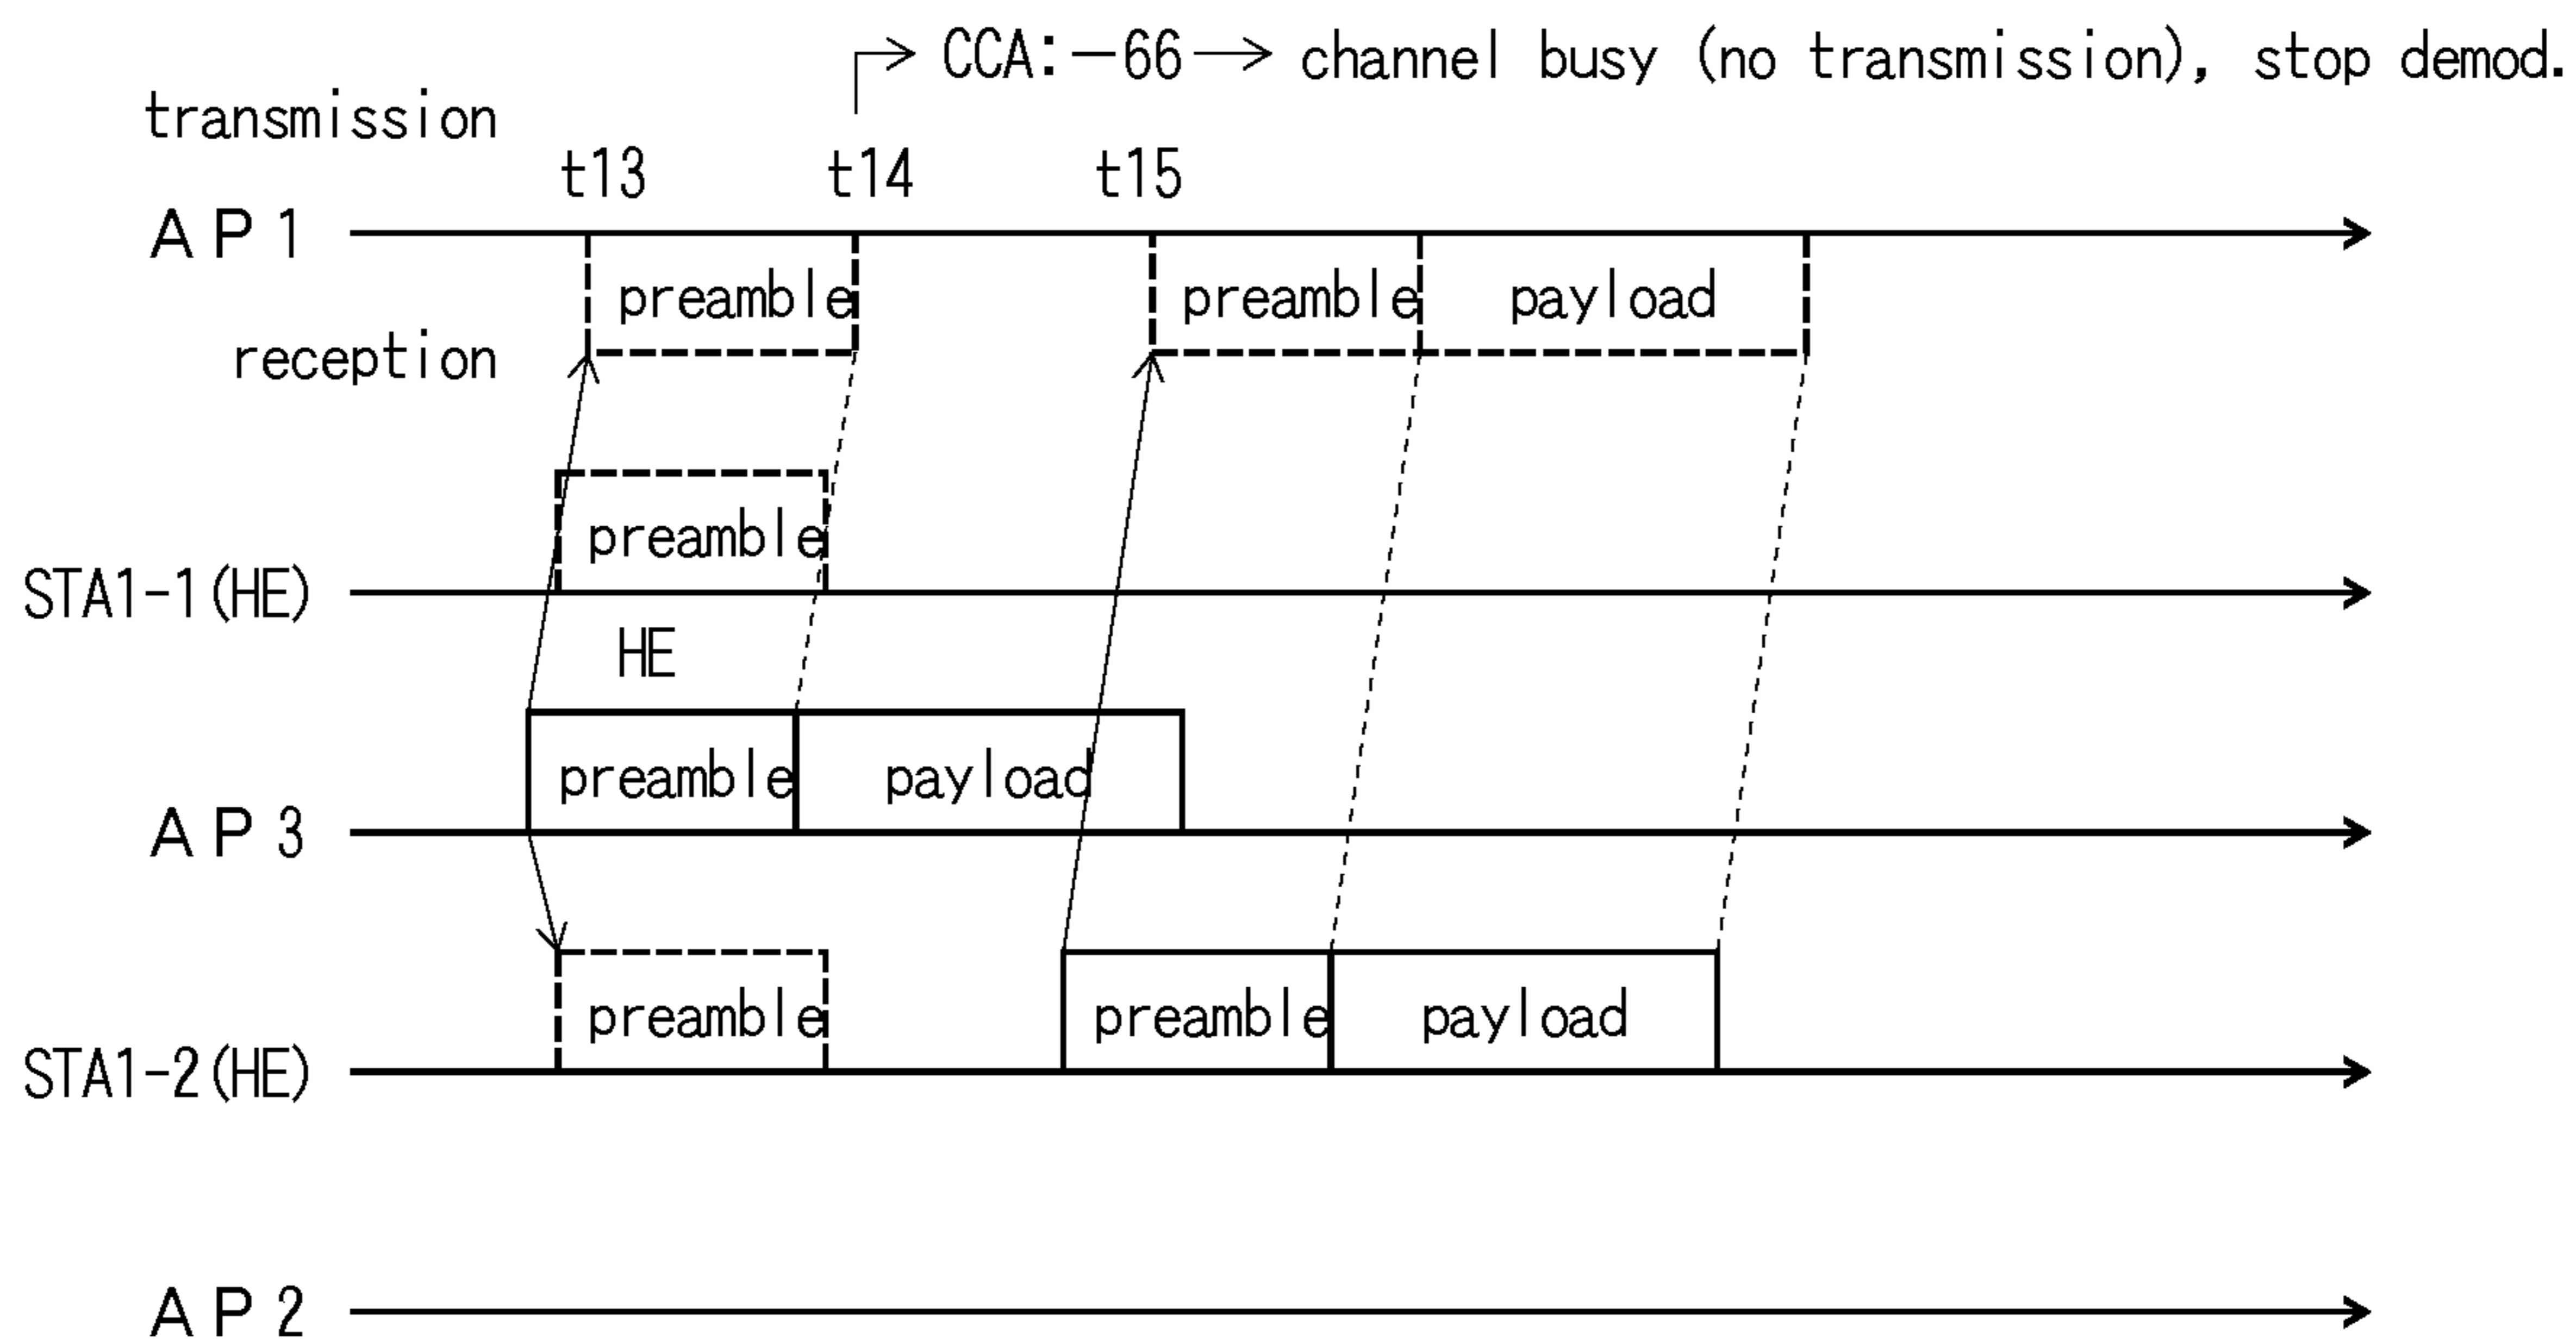 CCA:-66 channel busy (no transmission), stop demod.
transmission
t13 t14 t15
AP1
preamble preamble payload
reception
preamble
STA1-1(HE)
HE
preamble payload
AP3
preamble preamble payload
STA1-2(HE)
AP2